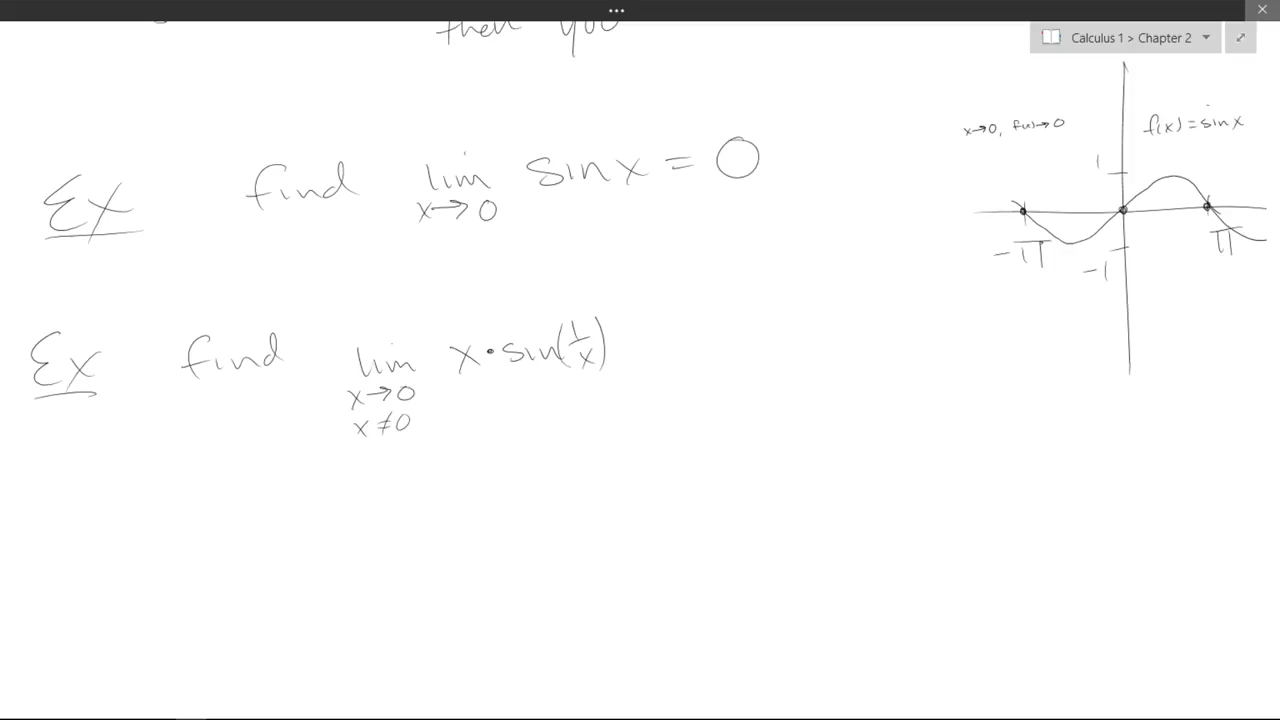 then you
Calculus 1 > Chapter 2
x→0, f(x)→0
f(x) = sin x
Ex find lim sin x = 0
x→0
1
-π
π
-1
Ex find lim x · sin(1/x)
x→0
x≠0